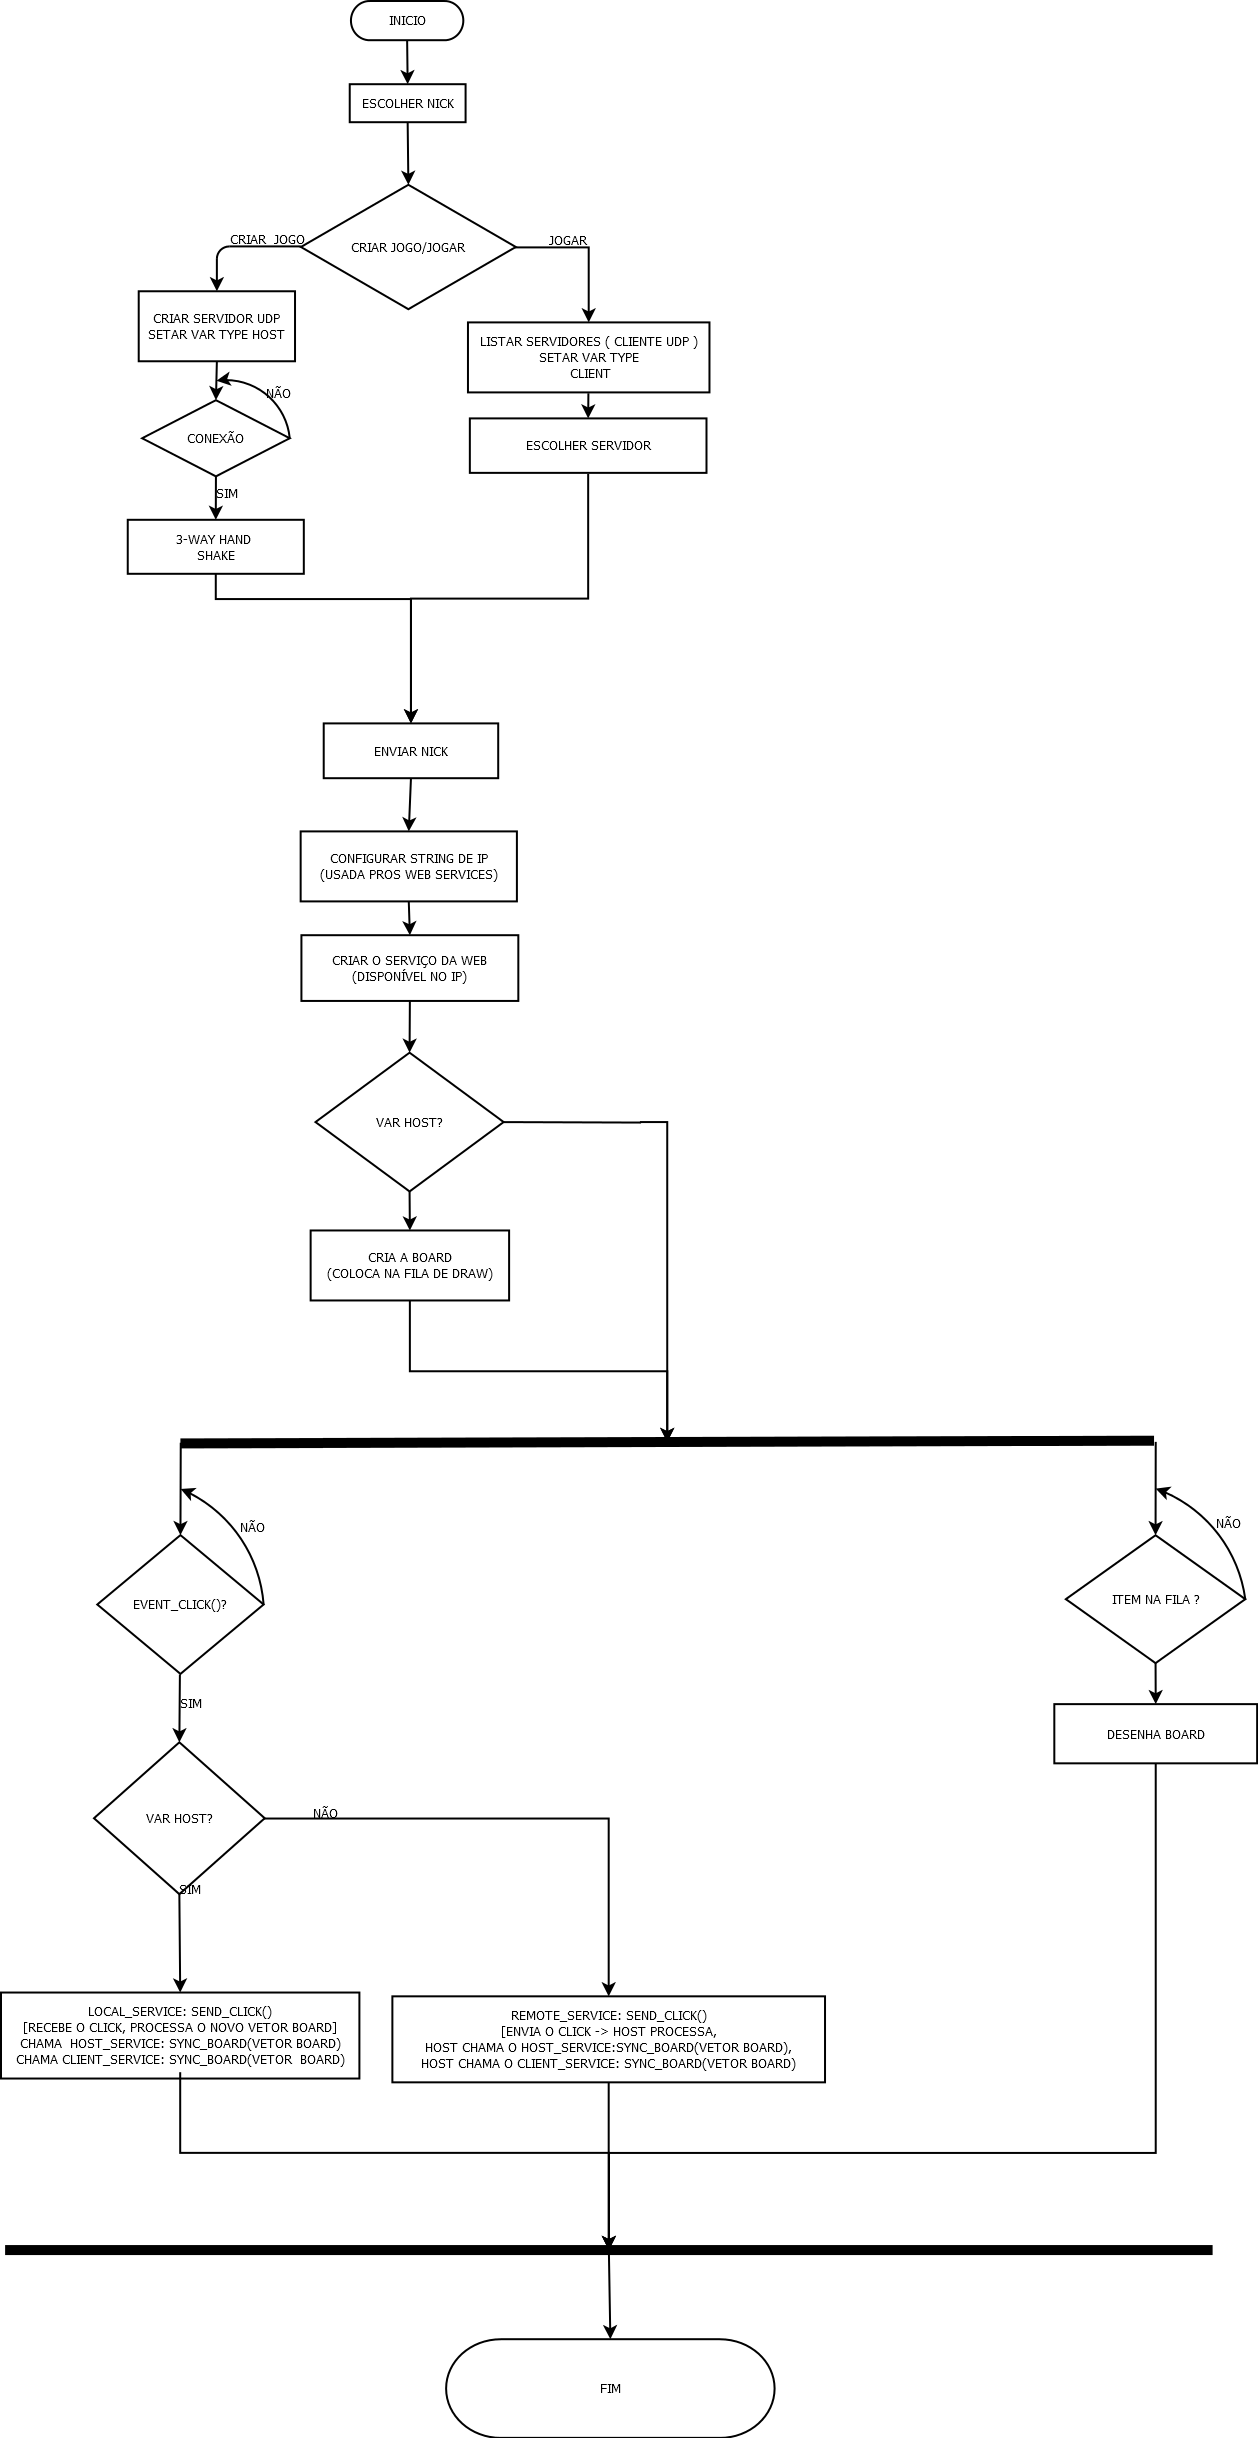 INICIO
ESCOLHER NICK
CRIAR JOGO/JOGAR
CRIAR  JOGO
JOGAR
CRIAR SERVIDOR UDP
SETAR VAR TYPE HOST
LISTAR SERVIDORES ( CLIENTE UDP )
SETAR VAR TYPE
CLIENT
NÃO
CONEXÃO
ESCOLHER SERVIDOR
SIM
3-WAY HAND
SHAKE
ENVIAR NICK
CONFIGURAR STRING DE IP
(USADA PROS WEB SERVICES)
CRIAR O SERVIÇO DA WEB
(DISPONÍVEL NO IP)
VAR HOST?
CRIA A BOARD
(COLOCA NA FILA DE DRAW)
NÃO
EVENT_CLICK()?
NÃO
ITEM NA FILA ?
SIM
DESENHA BOARD
VAR HOST?
NÃO
SIM
LOCAL_SERVICE: SEND_CLICK()
[RECEBE O CLICK, PROCESSA O NOVO VETOR BOARD]
CHAMA  HOST_SERVICE: SYNC_BOARD(VETOR BOARD)
CHAMA CLIENT_SERVICE: SYNC_BOARD(VETOR  BOARD)
REMOTE_SERVICE: SEND_CLICK()
[ENVIA O CLICK -> HOST PROCESSA,
HOST CHAMA O HOST_SERVICE:SYNC_BOARD(VETOR BOARD),
HOST CHAMA O CLIENT_SERVICE: SYNC_BOARD(VETOR BOARD)
FIM